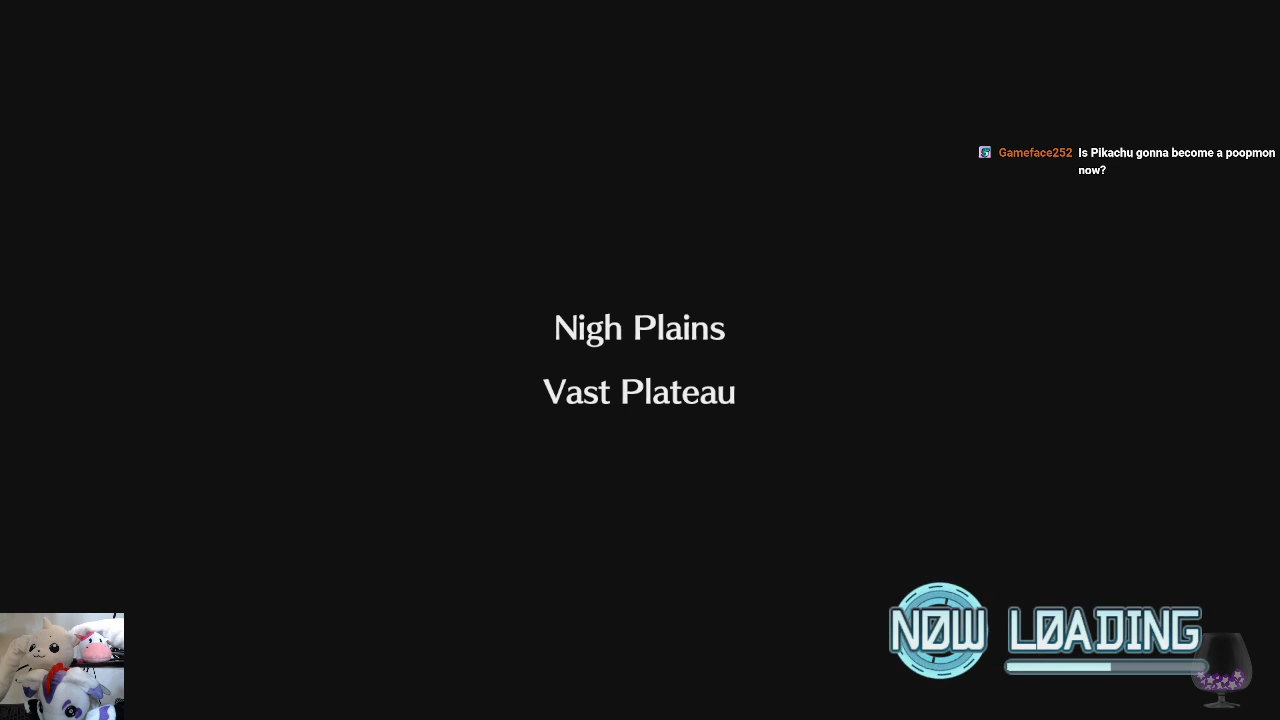 Gameface252 Is Pikachu gonna become a poopmon
now?
Nigh Plains
Vast Plateau
NOW LOADING